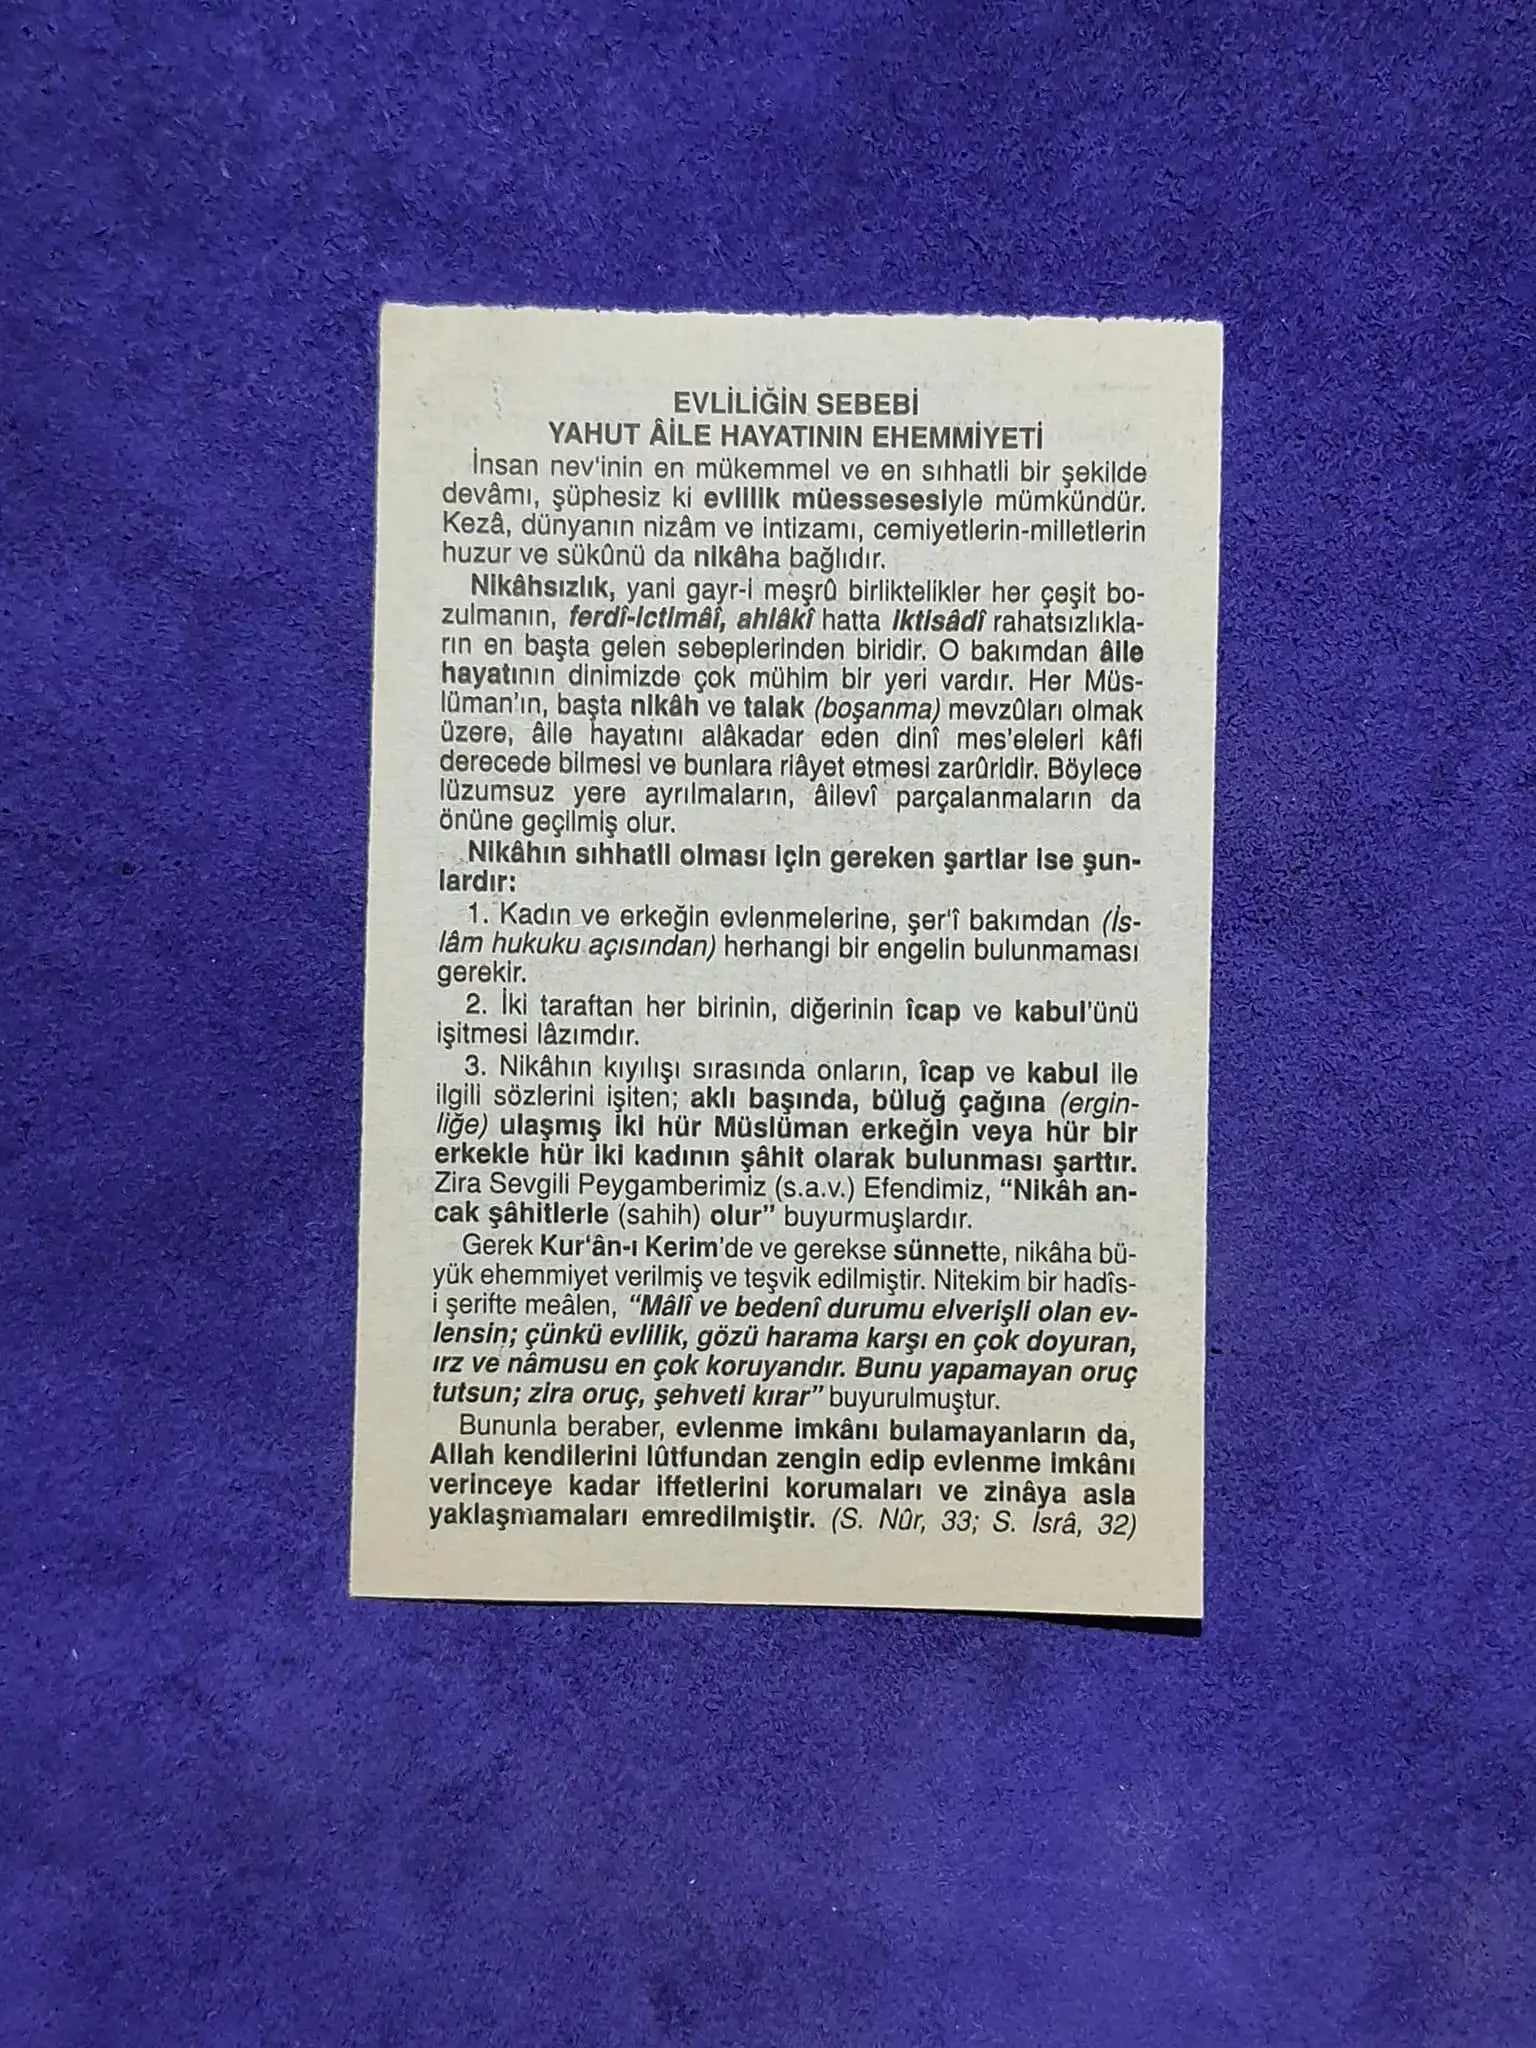 EVLİLİĞİN SEBEBİ
YAHUT ÂİLE HAYATININ EHEMMİYETİ
İnsan nev'inin en mükemmel ve en sıhhatli bir şekilde
devâmı, şüphesiz ki evlilik müessesesiyle mümkündür.
Kezâ, dünyanın nizâm ve intizamı, cemiyetlerin-milletlerin
huzur ve sükûnü da nikâha bağlıdır.
Nikâhsızlık, yani gayr-i meşrû birliktelikler her çeşit bo-
zulmanın, ferdî-ictimâî, ahlâkî hatta iktisâdî rahatsızlıkla-
rın en başta gelen sebeplerinden biridir. O bakımdan âile
hayatının dinimizde çok mühim bir yeri vardır. Her Müs-
lüman'ın, başta nikâh ve talak (boşanma) mevzûları olmak
üzere, âile hayatını alâkadar eden dinî mes'eleleri kâfi
derecede bilmesi ve bunlara riâyet etmesi zarûridir. Böylece
lüzumsuz yere ayrılmaların, âilevî parçalanmaların da
önüne geçilmiş olur.
Nikâhın sıhhatli olması için gereken şartlar ise şun-
lardır:
1. Kadın ve erkeğin evlenmelerine, şer'î bakımdan (İs-
lâm hukuku açısından) herhangi bir engelin bulunmaması
gerekir.
2. İki taraftan her birinin, diğerinin îcap ve kabul'ünü
işitmesi lâzımdır.
3. Nikâhın kıyılışı sırasında onların, îcap ve kabul ile
ilgili sözlerini işiten; aklı başında, büluğ çağına (ergin-
liğe) ulaşmış iki hür Müslüman erkeğin veya hür bir
erkekle hür iki kadının şâhit olarak bulunması şarttır.
Zira Sevgili Peygamberimiz (s.a.v.) Efendimiz, "Nikâh an-
cak şâhitlerle (sahih) olur" buyurmuşlardır.
Gerek Kur'ân-ı Kerim'de ve gerekse sünnette, nikâha bü-
yük ehemmiyet verilmiş ve teşvik edilmiştir. Nitekim bir hadîs-
i şerifte meâlen, "Mâlî ve bedenî durumu elverişli olan ev-
lensin; çünkü evlilik, gözü harama karşı en çok doyuran,
ırz ve nâmusu en çok koruyandır. Bunu yapamayan oruç
tutsun; zira oruç, şehveti kırar" buyurulmuştur.
Bununla beraber, evlenme imkânı bulamayanların da,
Allah kendilerini lûtfundan zengin edip evlenme imkânı
verinceye kadar iffetlerini korumaları ve zinâya asla
yaklaşmamaları emredilmiştir. (S. Nûr, 33; S. İsrâ, 32)